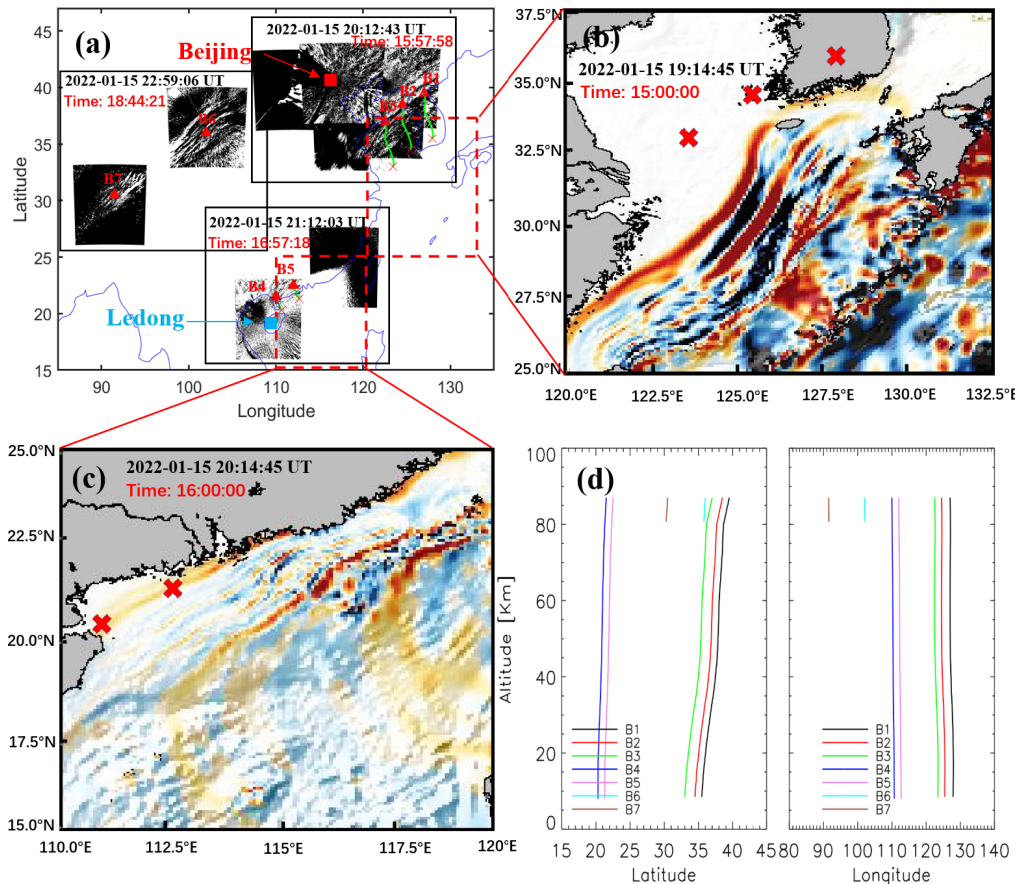 (a)
Beijing
2022-01-15 20:12:43 UT
Time: 15:57:58
2022-01-15 22:59:06 UT
Time: 18:44:21
B1
B2
B3
B6
B7
2022-01-15 21:12:03 UT
Time: 16:57:18
B5
B4
Ledong
45
40
35
30
25
20
15
90
100
110
120
130
Latitude
Longitude
(b)
2022-01-15 19:14:45 UT
Time: 15:00:00
37.5°N
35.0°N
32.5°N
30.0°N
27.5°N
25.0°N
120.0°E
122.5°E
125.0°E
127.5°E
130.0°E
132.5°E
(c)
2022-01-15 20:14:45 UT
Time: 16:00:00
25.0°N
22.5°N
20.0°N
17.5°N
15.0°N
110.0°E
112.5°E
115.0°E
117.5°E
120°E
(d)
100
80
60
40
20
0
Altitude [Km]
B1
B2
B3
B4
B5
B6
B7
15
20
25
30
35
40
45
Latitude
B1
B2
B3
B4
B5
B6
B7
80
90
100
110
120
130
140
Longitude